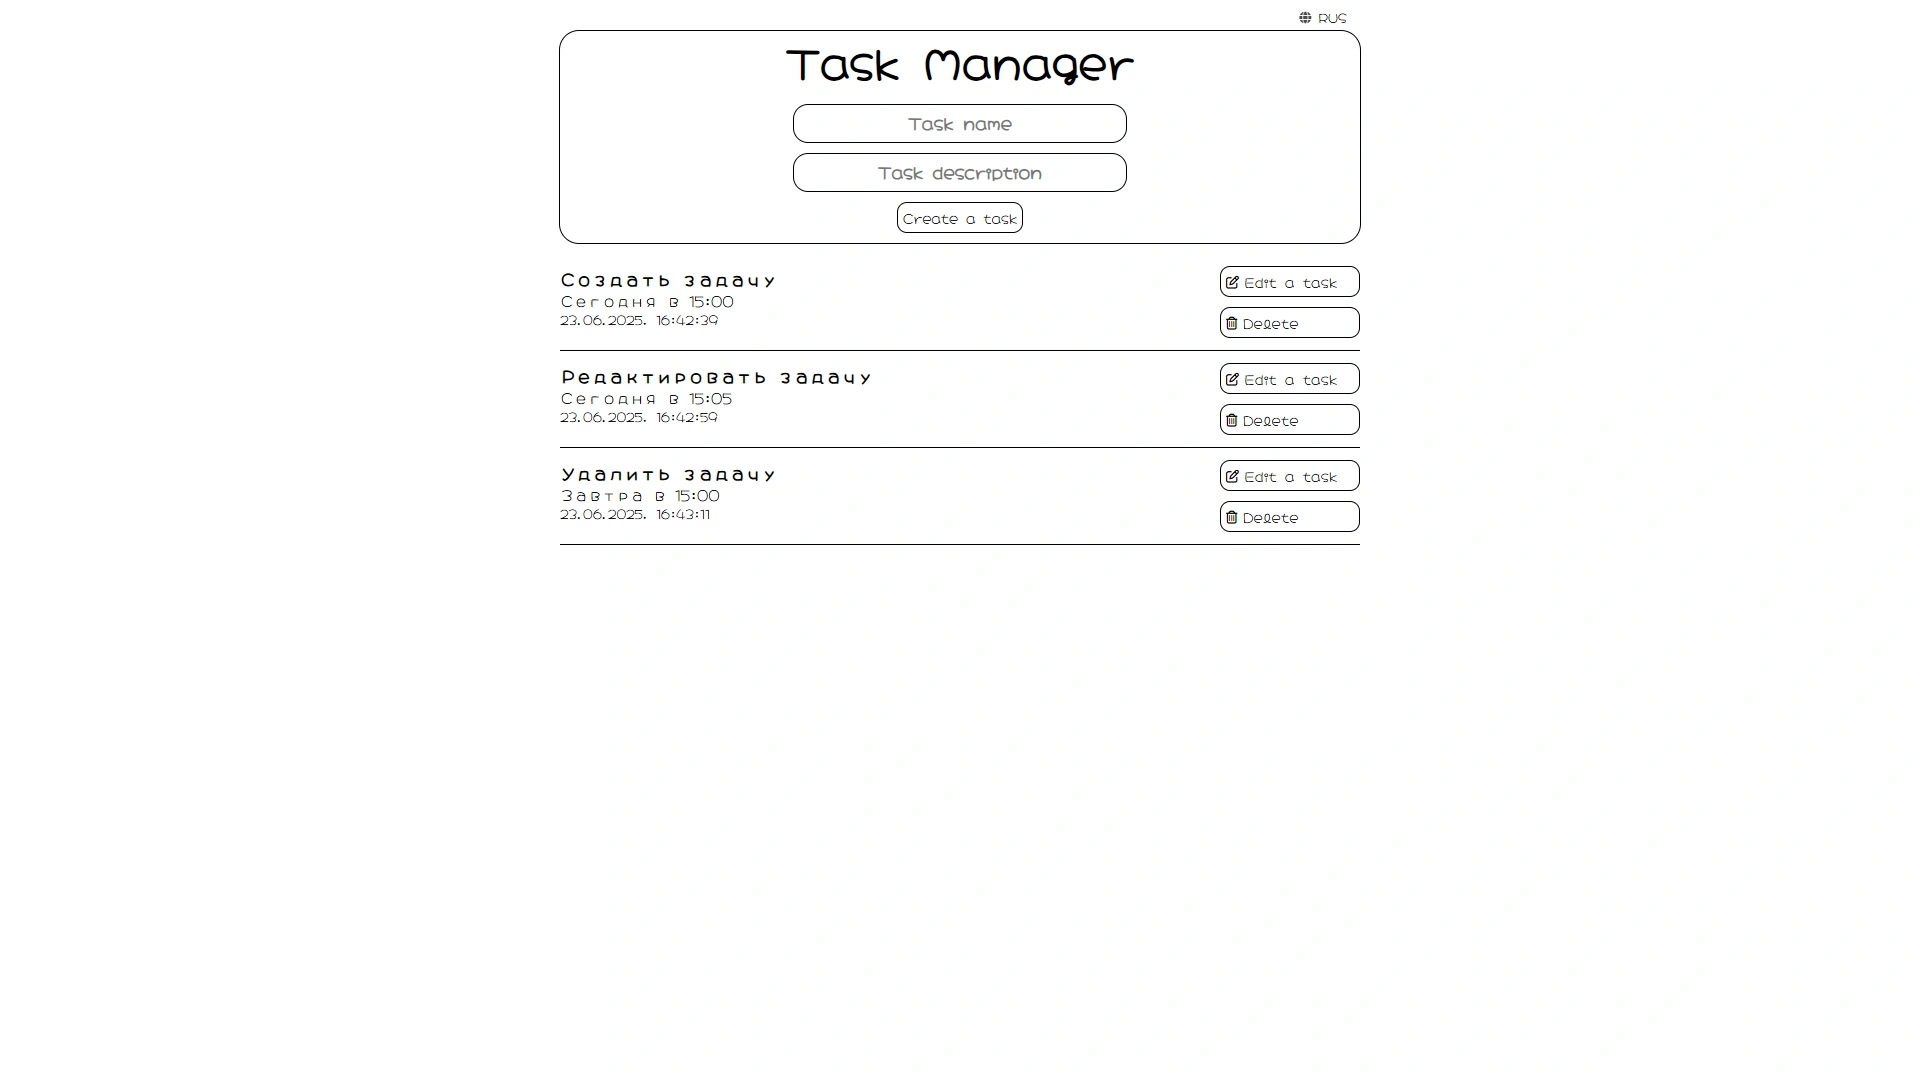 RUS
Task Manager
Task name
Task description
Create a task
Создать задачу
Сегодня в 15:00
23.06.2025. 16:42:39
Edit a task
Delete
Редактировать задачу
Сегодня в 15:05
23.06.2025. 16:42:59
Edit a task
Delete
Удалить задачу
Завтра в 15:00
23.06.2025. 16:43:11
Edit a task
Delete